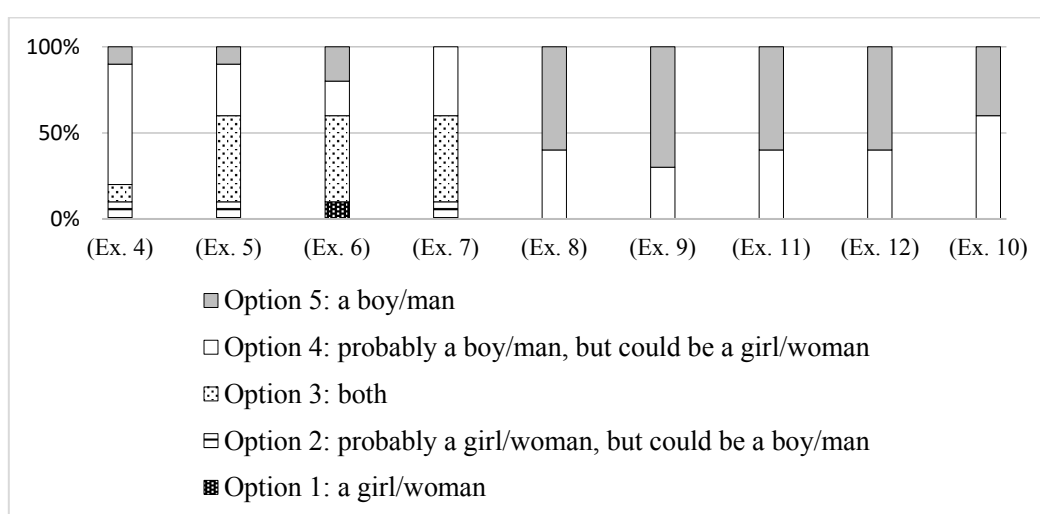 100%
50%
0%
(Ex. 4) (Ex. 5) (Ex. 6) (Ex. 7) (Ex. 8) (Ex. 9) (Ex. 11) (Ex. 12) (Ex. 10)
Option 5: a boy/man
Option 4: probably a boy/man, but could be a girl/woman
Option 3: both
Option 2: probably a girl/woman, but could be a boy/man
Option 1: a girl/woman